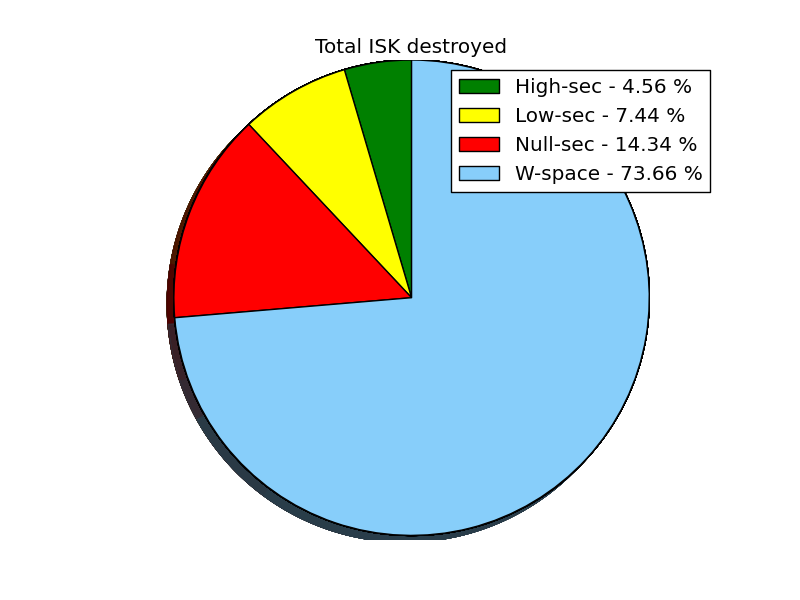 Total ISK destroyed
High-sec - 4.56 %
Low-sec - 7.44 %
Null-sec - 14.34 %
W-space - 73.66 %